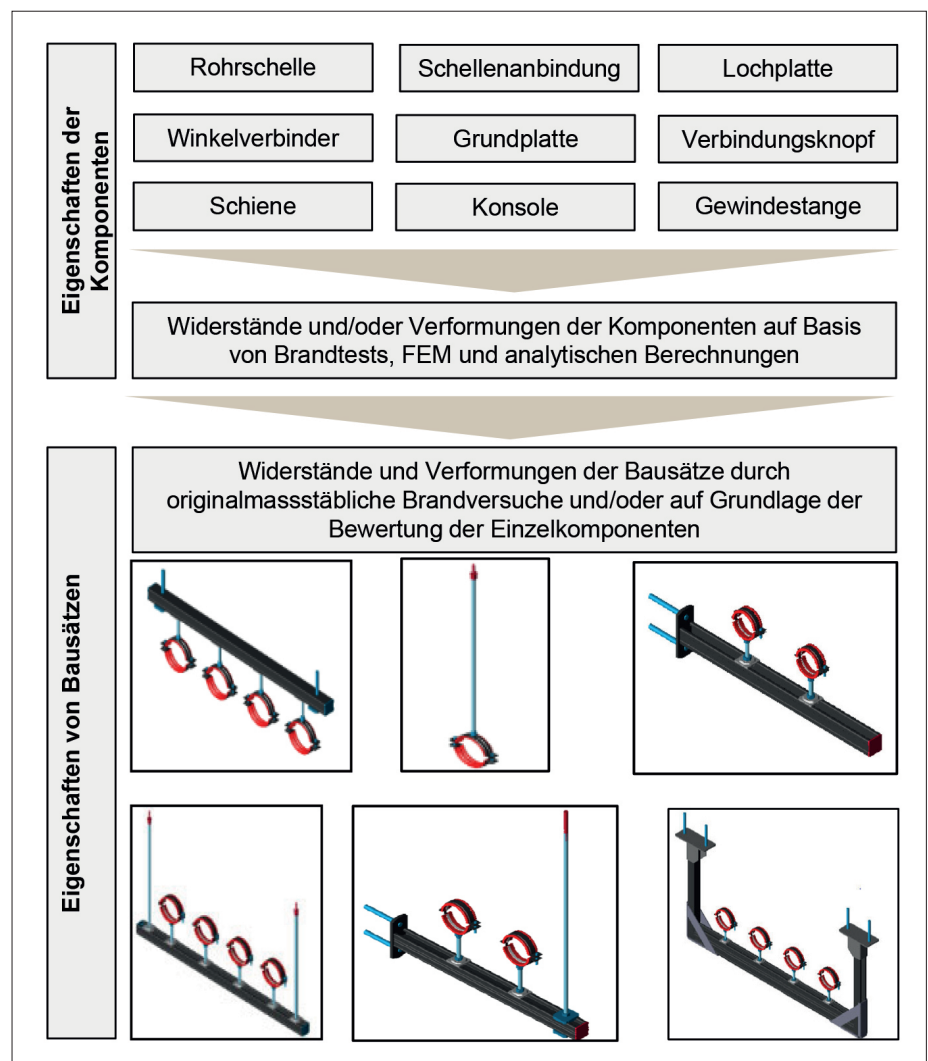 Eigenschaften der
Komponenten
Rohrschelle
Schellenanbindung
Lochplatte
Winkelverbinder
Grundplatte
Verbindungsknopf
Schiene
Konsole
Gewindestange
Widerstände und/oder Verformungen der Komponenten auf Basis
von Brandtests, FEM und analytischen Berechnungen
Eigenschaften von Bausätzen
Widerstände und Verformungen der Bausätze durch
originalmassstäbliche Brandversuche und/oder auf Grundlage der
Bewertung der Einzelkomponenten